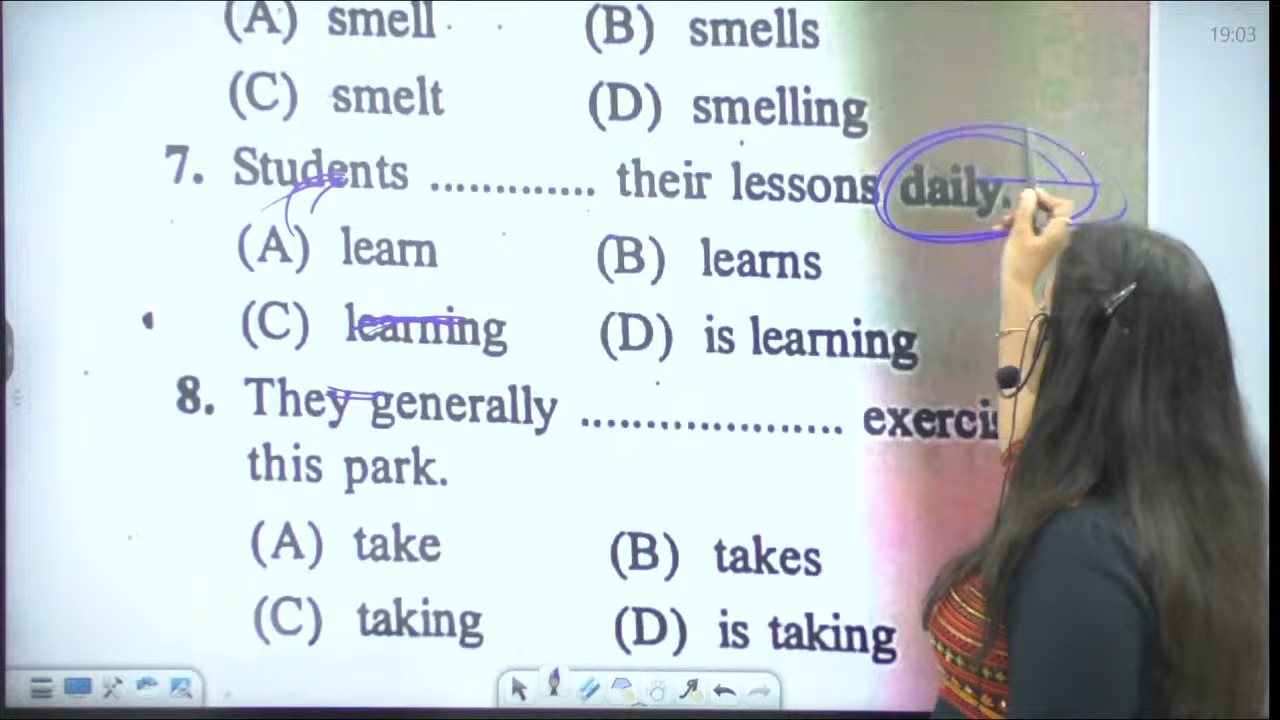 (A) smell (B) smells
19:03
(C) smelt (D) smelling
7. Students ............. their lessons daily.
(A) learn (B) learns
(C) learning (D) is learning
8. They generally .................... 
this park.
(A) take (B) takes
(C) taking (D) is taking